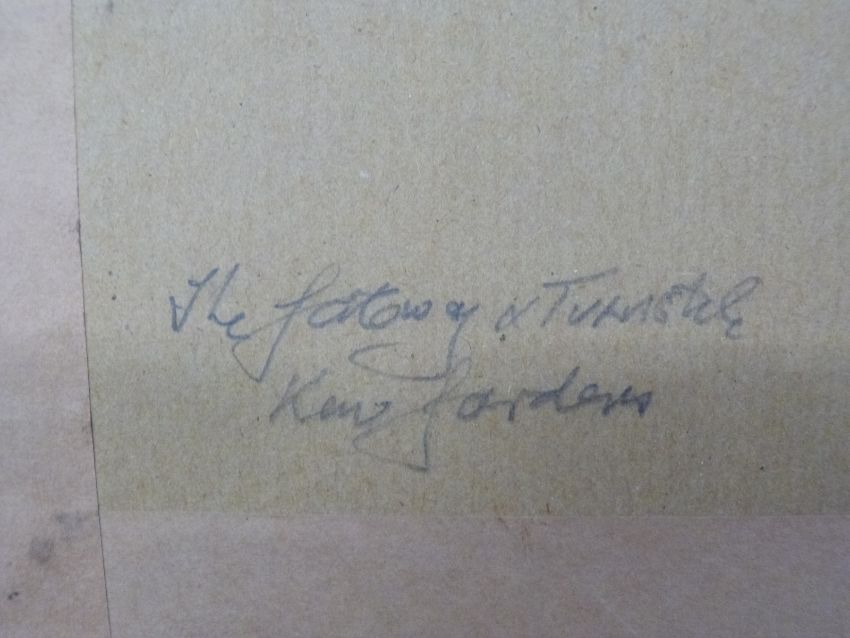 The Gateway & Turnstile
Kew Gardens